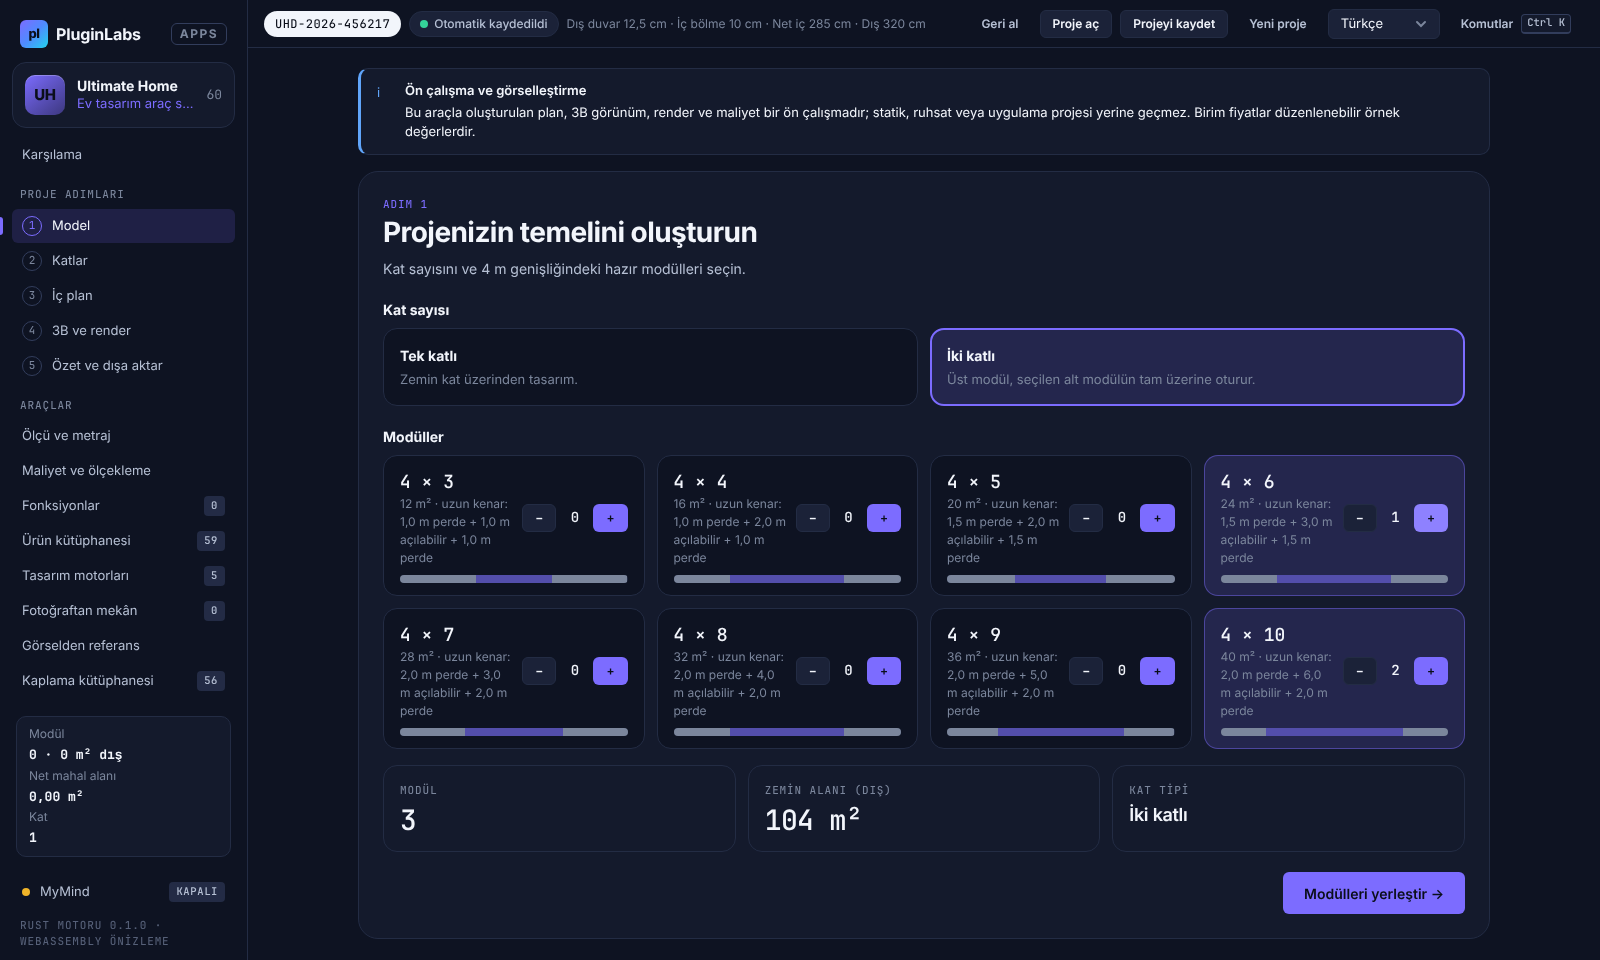 pl PluginLabs APPS
UH Ultimate Home 60
Ev tasarım araç s...
Karşılama
PROJE ADIMLARI
1 Model
2 Katlar
3 İç plan
4 3B ve render
5 Özet ve dışa aktar
ARAÇLAR
Ölçü ve metraj
Maliyet ve ölçekleme
Fonksiyonlar 0
Ürün kütüphanesi 59
Tasarım motorları 5
Fotoğraftan mekân 0
Görselden referans
Kaplama kütüphanesi 56
Modül
0 · 0 m² dış
Net mahal alanı
0,00 m²
Kat
1
MyMind KAPALI
RUST MOTORU 0.1.0 ·
WEBASSEMBLY ÖNİZLEME
UHD-2026-456217 Otomatik kaydedildi Dış duvar 12,5 cm · İç bölme 10 cm · Net iç 285 cm · Dış 320 cm Geri al Proje aç Projeyi kaydet Yeni proje Türkçe Komutlar Ctrl K
i Ön çalışma ve görselleştirme
Bu araçla oluşturulan plan, 3B görünüm, render ve maliyet bir ön çalışmadır; statik, ruhsat veya uygulama projesi yerine geçmez. Birim fiyatlar düzenlenebilir örnek
değerlerdir.
ADIM 1
Projenizin temelini oluşturun
Kat sayısını ve 4 m genişliğindeki hazır modülleri seçin.
Kat sayısı
Tek katlı
Zemin kat üzerinden tasarım.
İki katlı
Üst modül, seçilen alt modülün tam üzerine oturur.
Modüller
4 × 3
12 m² · uzun kenar:
1,0 m perde + 1,0 m
açılabilir + 1,0 m
perde
− 0 +
4 × 4
16 m² · uzun kenar:
1,0 m perde + 2,0 m
açılabilir + 1,0 m
perde
− 0 +
4 × 5
20 m² · uzun kenar:
1,5 m perde + 2,0 m
açılabilir + 1,5 m
perde
− 0 +
4 × 6
24 m² · uzun kenar:
1,5 m perde + 3,0 m
açılabilir + 1,5 m
perde
− 1 +
4 × 7
28 m² · uzun kenar:
2,0 m perde + 3,0
m açılabilir + 2,0 m
perde
− 0 +
4 × 8
32 m² · uzun kenar:
2,0 m perde + 4,0
m açılabilir + 2,0 m
perde
− 0 +
4 × 9
36 m² · uzun kenar:
2,0 m perde + 5,0
m açılabilir + 2,0 m
perde
− 0 +
4 × 10
40 m² · uzun kenar:
2,0 m perde + 6,0
m açılabilir + 2,0 m
perde
− 2 +
MODÜL
3
ZEMİN ALANI (DIŞ)
104 m²
KAT TİPİ
İki katlı
Modülleri yerleştir →